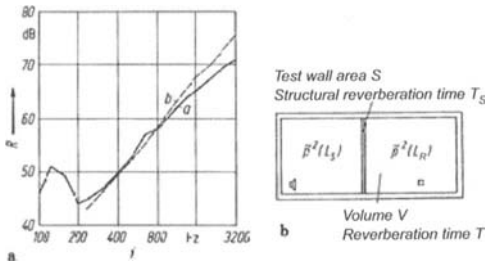 80
dB
70
60
R
50
40
b
a
100
200
400
800
Hz
3200
f
a
Test wall area S
Structural reverberation time T_S
p̃²(L_S)
p̃²(L_R)
Volume V
b
Reverberation time T